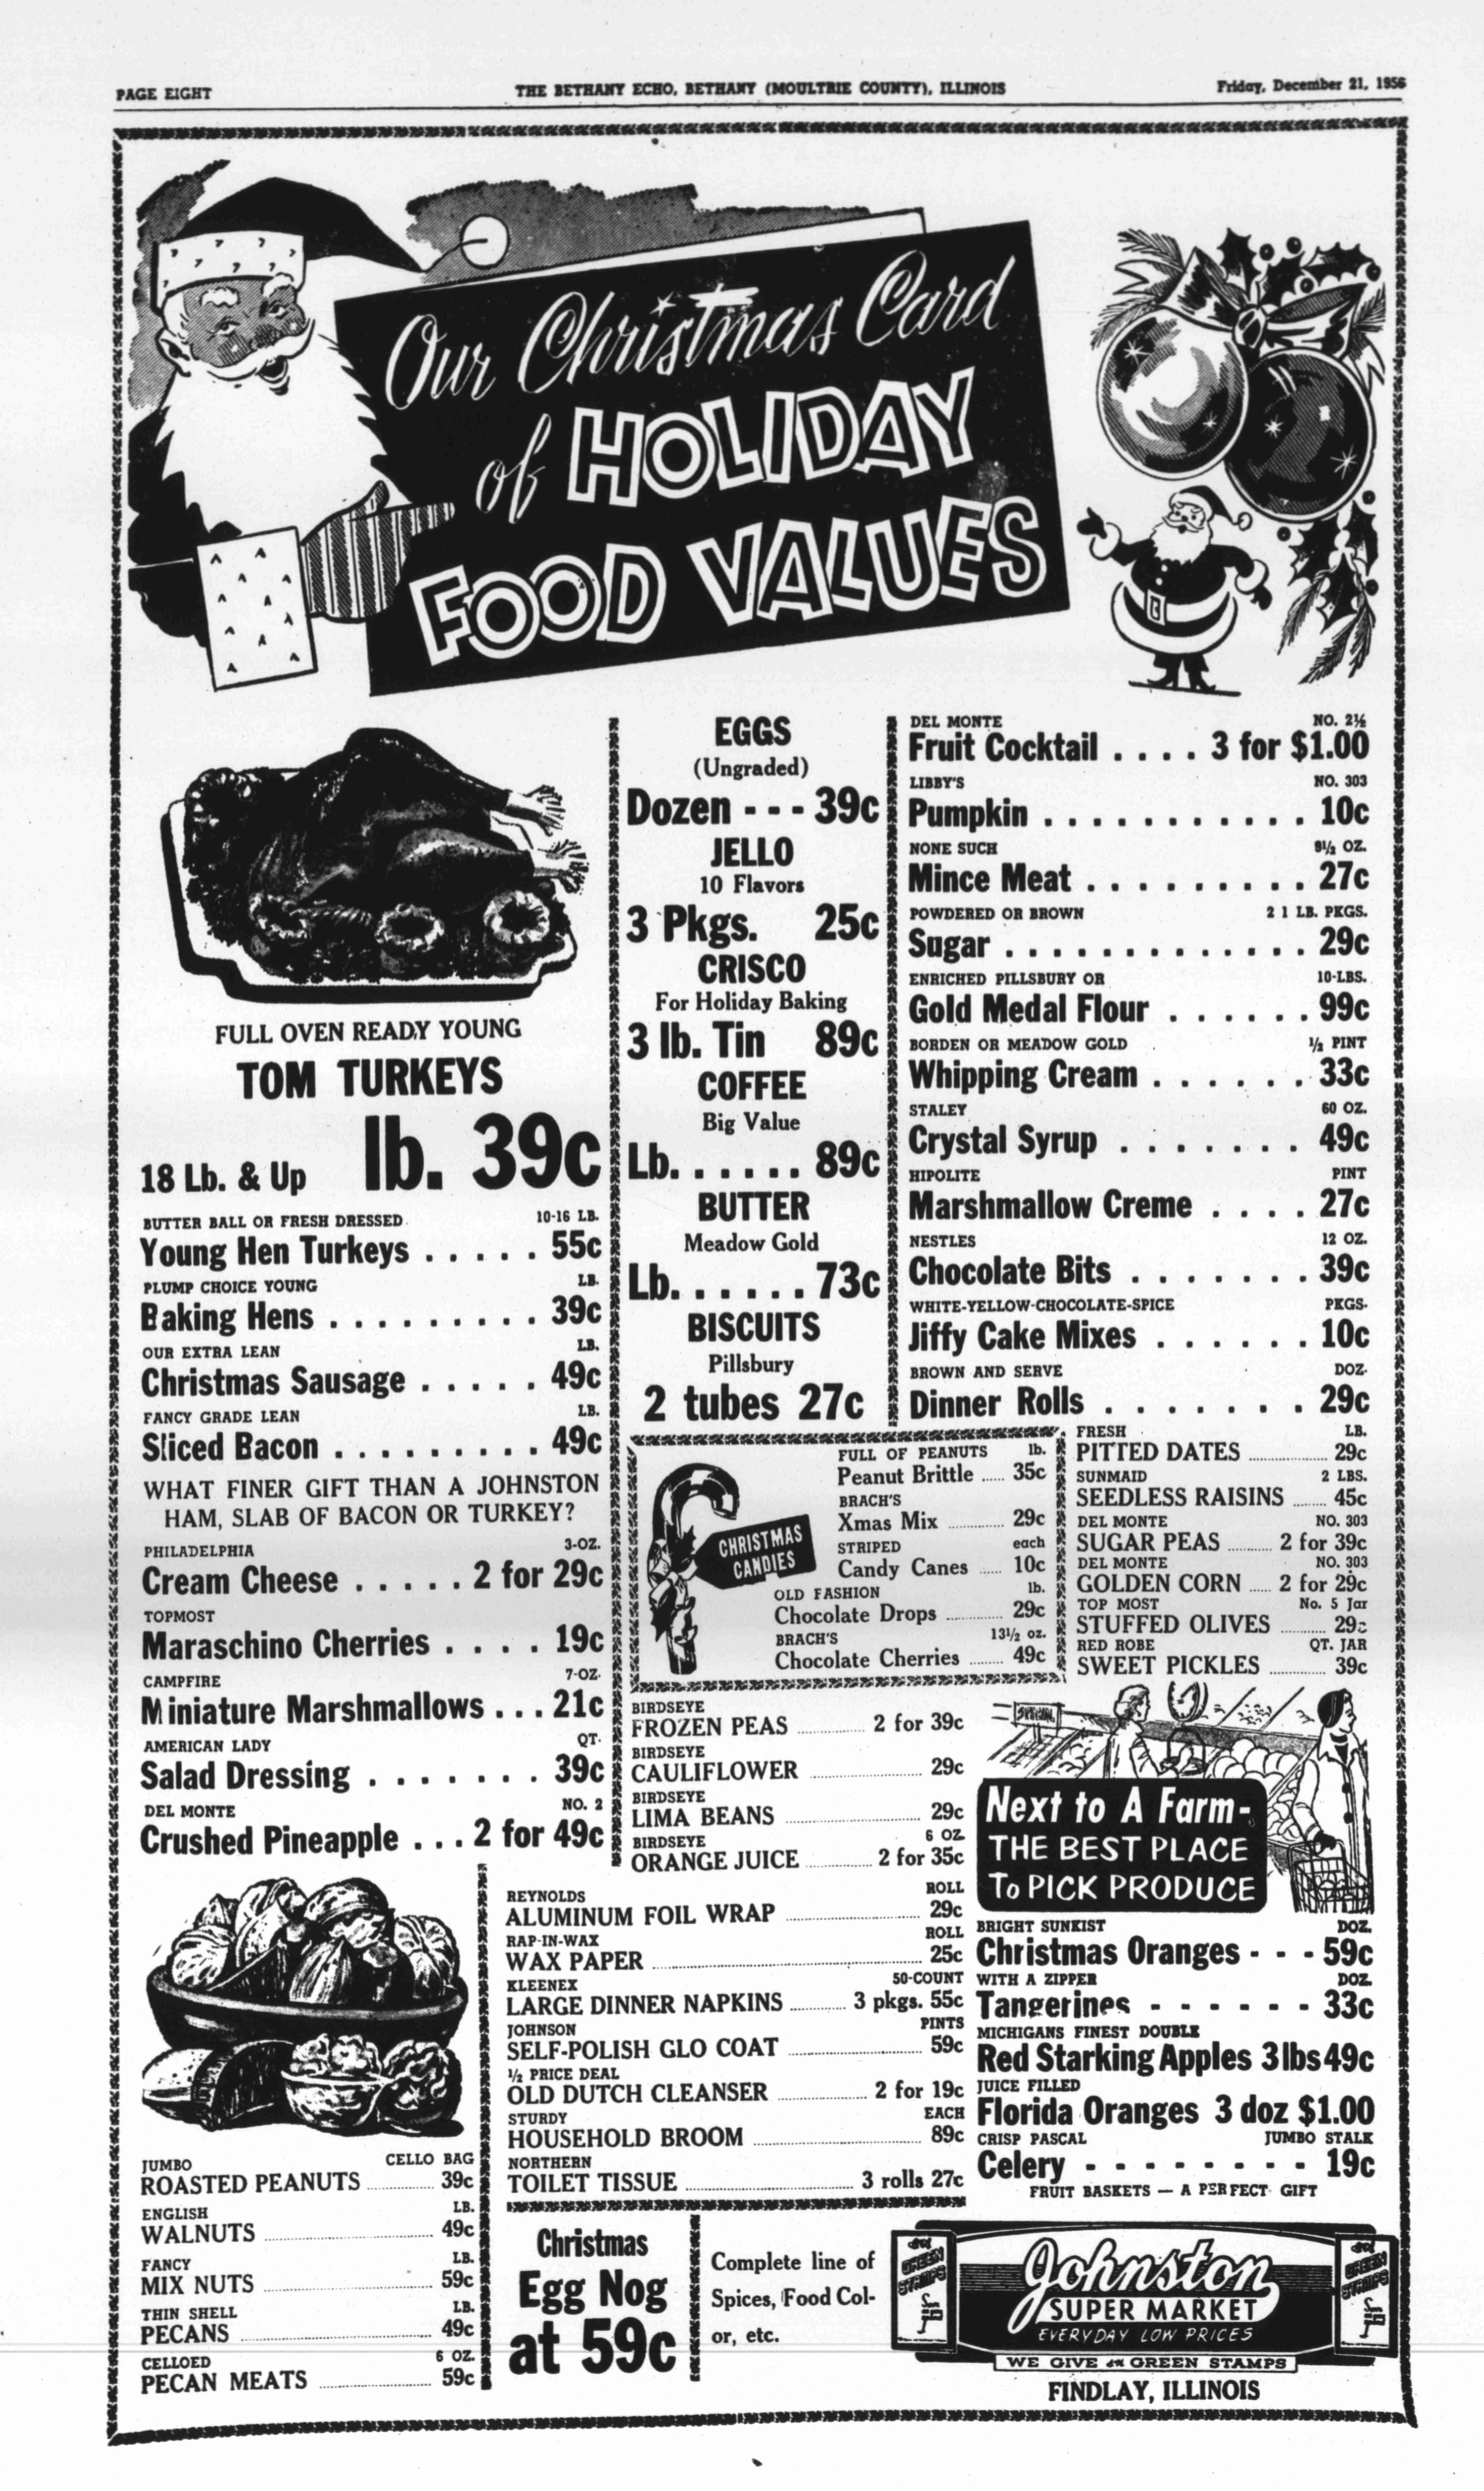 PAGE EIGHT
THE BETHANY ECHO, BETHANY (MOULTRIE COUNTY), ILLINOIS
Friday, December 21, 1956
Our Christmas Card
of HOLIDAY
FOOD VALUES
FULL OVEN READY YOUNG
TOM TURKEYS
18 Lb. & Up lb. 39c
BUTTER BALL OR FRESH DRESSED 10-16 LB.
Young Hen Turkeys . . . . . 55c
PLUMP CHOICE YOUNG LB.
Baking Hens . . . . . . . . . 39c
OUR EXTRA LEAN LB.
Christmas Sausage . . . . . 49c
FANCY GRADE LEAN LB.
Sliced Bacon . . . . . . . . . 49c
WHAT FINER GIFT THAN A JOHNSTON
HAM, SLAB OF BACON OR TURKEY?
PHILADELPHIA 3-OZ.
Cream Cheese . . . . . 2 for 29c
TOPMOST
Maraschino Cherries . . . . 19c
CAMPFIRE 7-OZ.
Miniature Marshmallows . . . 21c
AMERICAN LADY QT.
Salad Dressing . . . . . . . 39c
DEL MONTE NO. 2
Crushed Pineapple . . . 2 for 49c
JUMBO CELLO BAG
ROASTED PEANUTS ............ 39c
ENGLISH LB.
WALNUTS ............ 49c
FANCY LB.
MIX NUTS ............ 59c
THIN SHELL LB.
PECANS ............ 49c
CELLOED 6 OZ.
PECAN MEATS ............ 59c
EGGS
(Ungraded)
Dozen - - - 39c
JELLO
10 Flavors
3 Pkgs. 25c
CRISCO
For Holiday Baking
3 lb. Tin 89c
COFFEE
Big Value
Lb. . . . . . . 89c
BUTTER
Meadow Gold
Lb. . . . . . . 73c
BISCUITS
Pillsbury
2 tubes 27c
DEL MONTE NO. 2½
Fruit Cocktail . . . . 3 for $1.00
LIBBY'S NO. 303
Pumpkin . . . . . . . . . . . 10c
NONE SUCH 9½ OZ.
Mince Meat . . . . . . . . . 27c
POWDERED OR BROWN 2 1 LB. PKGS.
Sugar . . . . . . . . . . . . . 29c
ENRICHED PILLSBURY OR 10-LBS.
Gold Medal Flour . . . . . . 99c
BORDEN OR MEADOW GOLD ½ PINT
Whipping Cream . . . . . . . 33c
STALEY 60 OZ.
Crystal Syrup . . . . . . . . 49c
HIPOLITE PINT
Marshmallow Creme . . . . 27c
NESTLES 12 OZ.
Chocolate Bits . . . . . . . . 39c
WHITE-YELLOW-CHOCOLATE-SPICE PKGS.
Jiffy Cake Mixes . . . . . . 10c
BROWN AND SERVE DOZ.
Dinner Rolls . . . . . . . . 29c
CHRISTMAS
CANDIES
FULL OF PEANUTS lb.
Peanut Brittle ..... 35c
BRACH'S
Xmas Mix ............ 29c
STRIPED each
Candy Canes ..... 10c
OLD FASHION lb.
Chocolate Drops ............ 29c
BRACH'S 13½ oz.
Chocolate Cherries ....... 49c
FRESH LB.
PITTED DATES ............ 29c
SUNMAID 2 LBS.
SEEDLESS RAISINS ....... 45c
DEL MONTE NO. 303
SUGAR PEAS .......... 2 for 39c
DEL MONTE NO. 303
GOLDEN CORN ..... 2 for 29c
TOP MOST No. 5 Jar
STUFFED OLIVES .......... 29c
RED ROBE QT. JAR
SWEET PICKLES ............ 39c
BIRDSEYE
FROZEN PEAS ............ 2 for 39c
BIRDSEYE
CAULIFLOWER ............ 29c
BIRDSEYE
LIMA BEANS ............ 29c
BIRDSEYE 6 OZ.
ORANGE JUICE ............ 2 for 35c
REYNOLDS ROLL
ALUMINUM FOIL WRAP ............ 29c
RAP-IN-WAX ROLL
WAX PAPER ............ 25c
KLEENEX 50-COUNT
LARGE DINNER NAPKINS ............ 3 pkgs. 55c
JOHNSON PINTS
SELF-POLISH GLO COAT ............ 59c
½ PRICE DEAL
OLD DUTCH CLEANSER ............ 2 for 19c
STURDY EACH
HOUSEHOLD BROOM ............ 89c
NORTHERN
TOILET TISSUE ............ 3 rolls 27c
SPECIAL
Next to A Farm-
THE BEST PLACE
To PICK PRODUCE
BRIGHT SUNKIST DOZ.
Christmas Oranges - - - 59c
WITH A ZIPPER DOZ.
Tangerines - - - - - - 33c
MICHIGANS FINEST DOUBLE
Red Starking Apples 3 lbs 49c
JUICE FILLED
Florida Oranges 3 doz $1.00
CRISP PASCAL JUMBO STALK
Celery - - - - - - - - 19c
FRUIT BASKETS — A PERFECT GIFT
Christmas
Egg Nog
at 59c
Complete line of
Spices, Food Col-
or, etc.
GREEN
STAMPS
Johnston
SUPER MARKET
EVERYDAY LOW PRICES
WE GIVE GREEN STAMPS
GREEN
STAMPS
FINDLAY, ILLINOIS